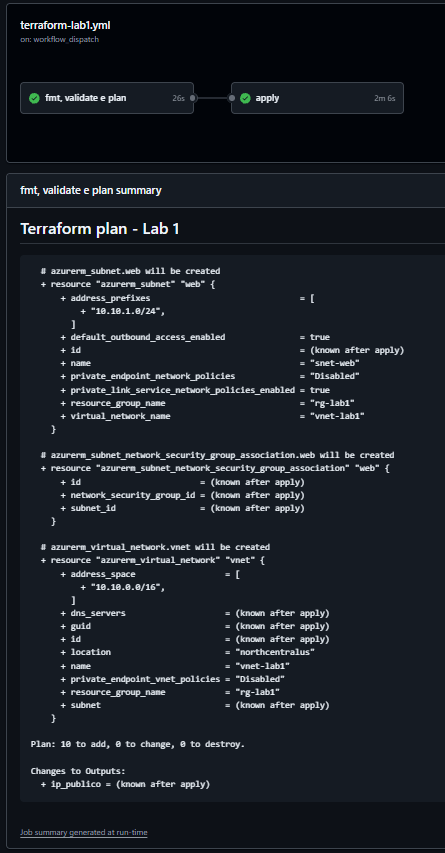 terraform-lab1.yml
on: workflow_dispatch
fmt, validate e plan 26s
apply 2m 6s
fmt, validate e plan summary
Terraform plan - Lab 1
# azurerm_subnet.web will be created
+ resource "azurerm_subnet" "web" {
+ address_prefixes = [
+ "10.10.1.0/24",
]
+ default_outbound_access_enabled = true
+ id = (known after apply)
+ name = "snet-web"
+ private_endpoint_network_policies = "Disabled"
+ private_link_service_network_policies_enabled = true
+ resource_group_name = "rg-lab1"
+ virtual_network_name = "vnet-lab1"
}
# azurerm_subnet_network_security_group_association.web will be created
+ resource "azurerm_subnet_network_security_group_association" "web" {
+ id = (known after apply)
+ network_security_group_id = (known after apply)
+ subnet_id = (known after apply)
}
# azurerm_virtual_network.vnet will be created
+ resource "azurerm_virtual_network" "vnet" {
+ address_space = [
+ "10.10.0.0/16",
]
+ dns_servers = (known after apply)
+ guid = (known after apply)
+ id = (known after apply)
+ location = "northcentralus"
+ name = "vnet-lab1"
+ private_endpoint_vnet_policies = "Disabled"
+ resource_group_name = "rg-lab1"
+ subnet = (known after apply)
}
Plan: 10 to add, 0 to change, 0 to destroy.
Changes to Outputs:
+ ip_publico = (known after apply)
Job summary generated at run-time